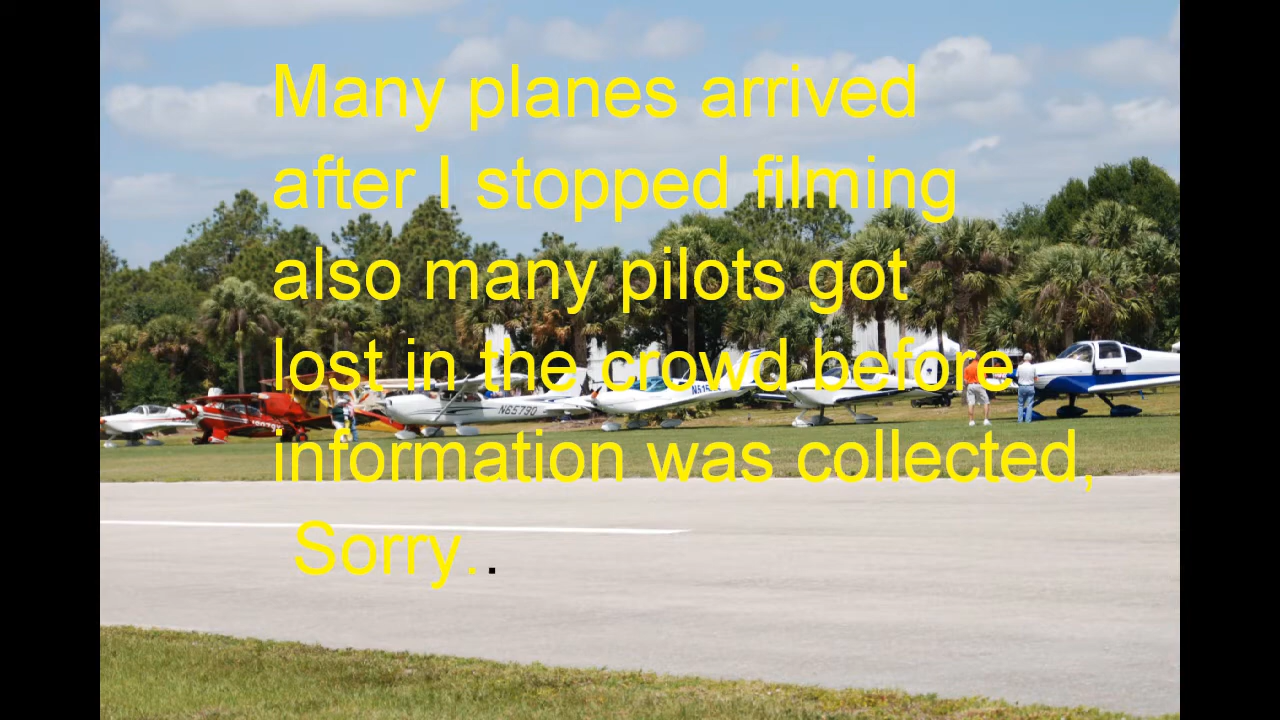 Many planes arrived
after I stopped filming
also many pilots got
lost in the crowd before
information was collected,
Sorry..
N65790